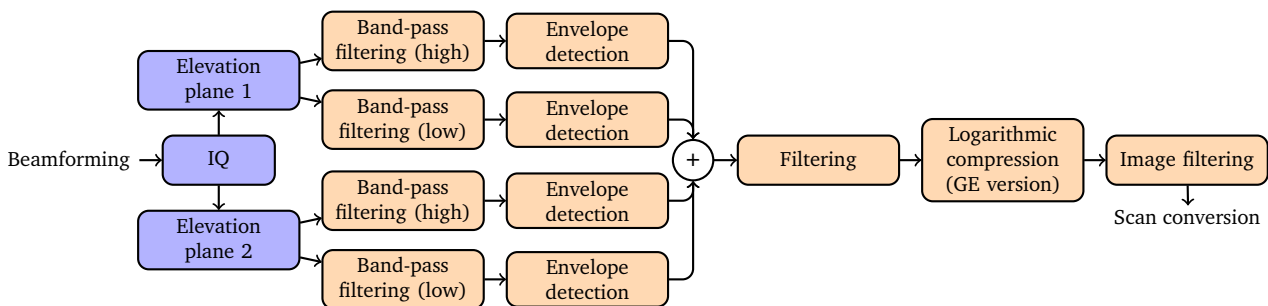 Beamforming
IQ
Elevation
plane 1
Elevation
plane 2
Band-pass
filtering (high)
Band-pass
filtering (low)
Band-pass
filtering (high)
Band-pass
filtering (low)
Envelope
detection
Envelope
detection
Envelope
detection
Envelope
detection
+
Filtering
Logarithmic
compression
(GE version)
Image filtering
Scan conversion